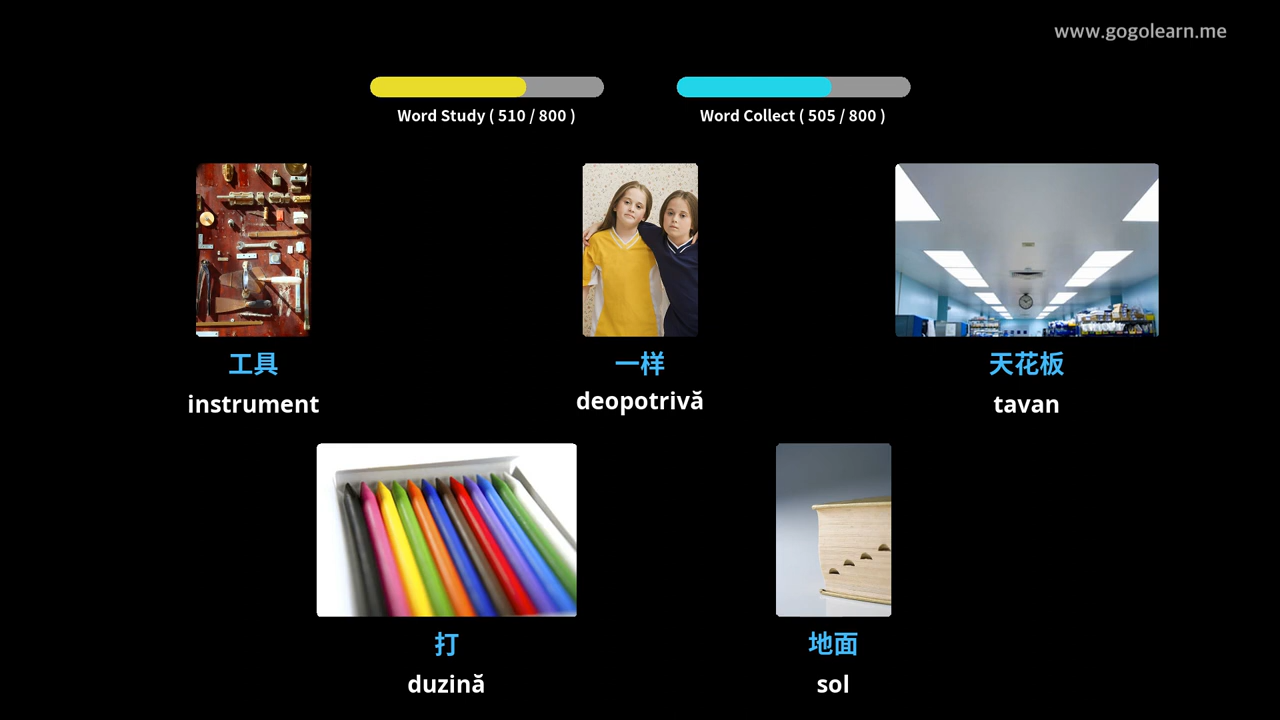 www.gogolearn.me
Word Study ( 510 / 800 )
Word Collect ( 505 / 800 )
工具
instrument
一样
deopotrivă
天花板
tavan
打
duzină
地面
sol